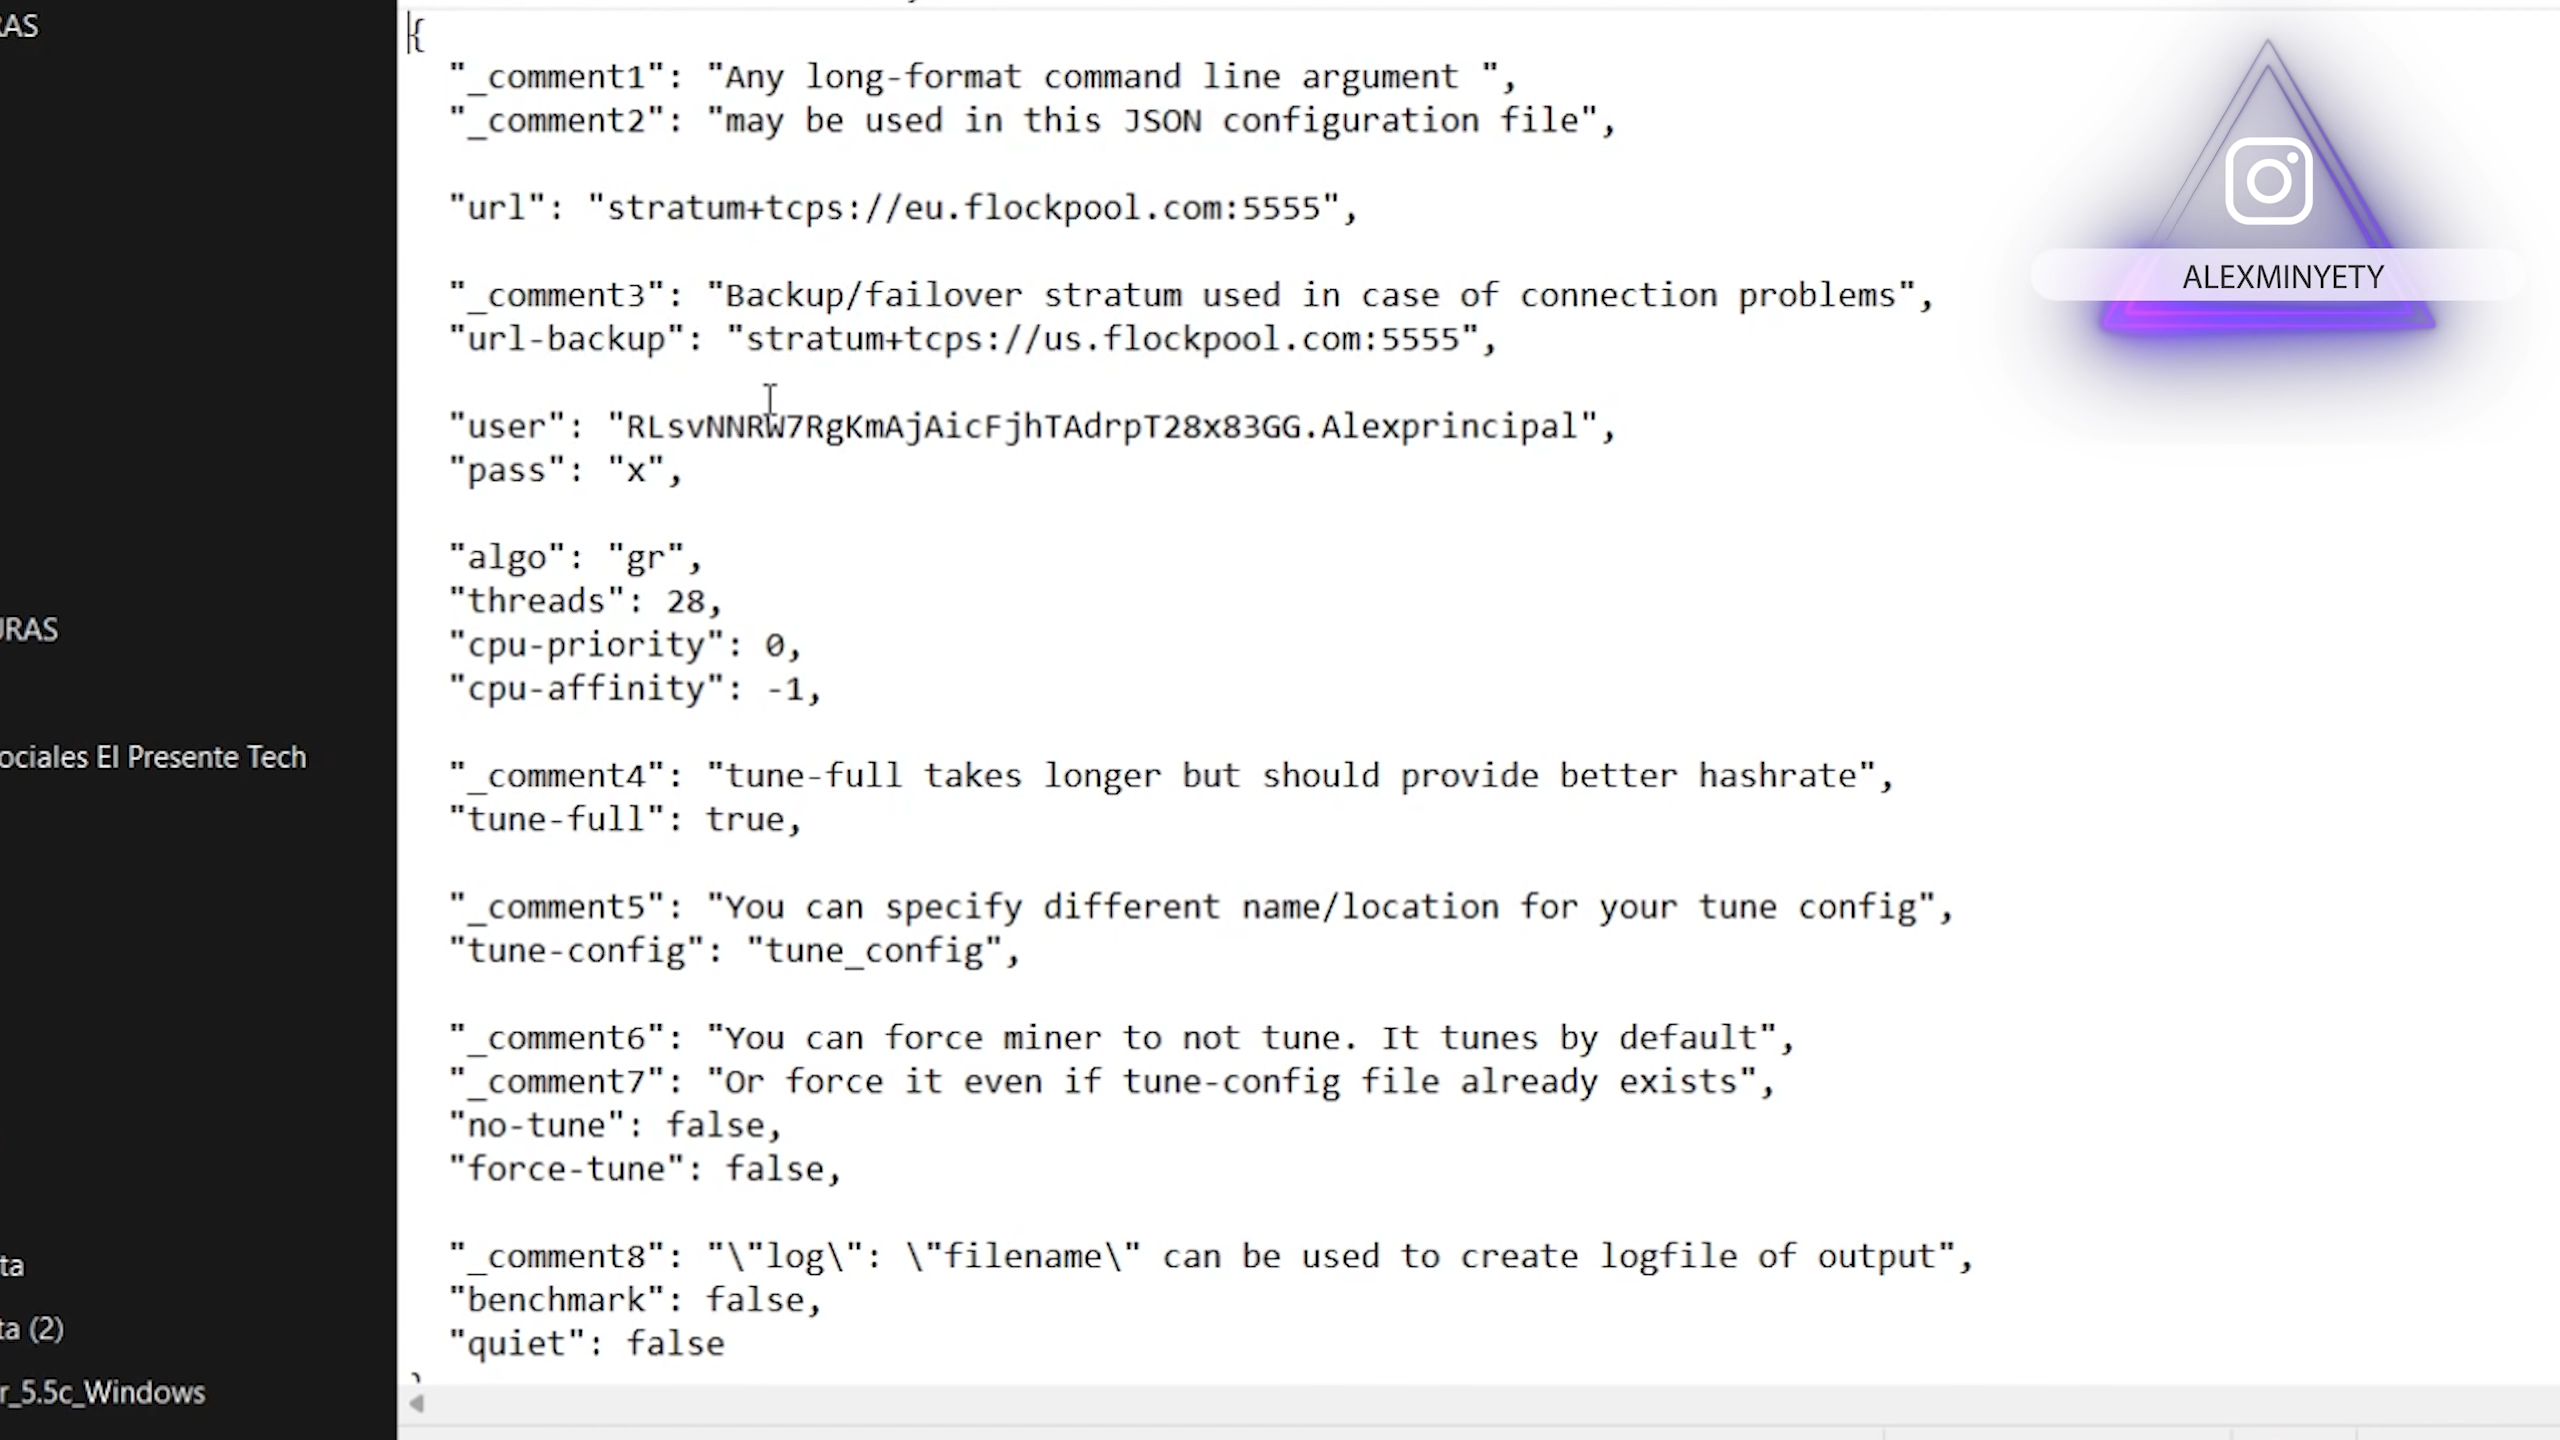 RAS
URAS
ociales El Presente Tech
ta
ta (2)
r_5.5c_Windows
{
"_comment1": "Any long-format command line argument ",
"_comment2": "may be used in this JSON configuration file",
"url": "stratum+tcps://eu.flockpool.com:5555",
"_comment3": "Backup/failover stratum used in case of connection problems",
"url-backup": "stratum+tcps://us.flockpool.com:5555",
"user": "RLsvNNRW7RgKmAjAicFjhTAdrpT28x83GG.Alexprincipal",
"pass": "x",
"algo": "gr",
"threads": 28,
"cpu-priority": 0,
"cpu-affinity": -1,
"_comment4": "tune-full takes longer but should provide better hashrate",
"tune-full": true,
"_comment5": "You can specify different name/location for your tune config",
"tune-config": "tune_config",
"_comment6": "You can force miner to not tune. It tunes by default",
"_comment7": "Or force it even if tune-config file already exists",
"no-tune": false,
"force-tune": false,
"_comment8": "\"log\": \"filename\" can be used to create logfile of output",
"benchmark": false,
"quiet": false
ALEXMINYETY